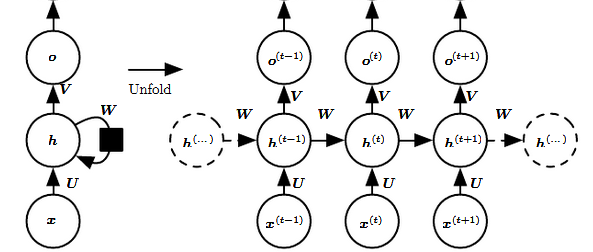 o
o(t−1)
o(t)
o(t+1)
Unfold
V
V
V
V
W
W
W
W
W
h
h(...)
h(t−1)
h(t)
h(t+1)
h(...)
U
U
U
U
x
x(t−1)
x(t)
x(t+1)